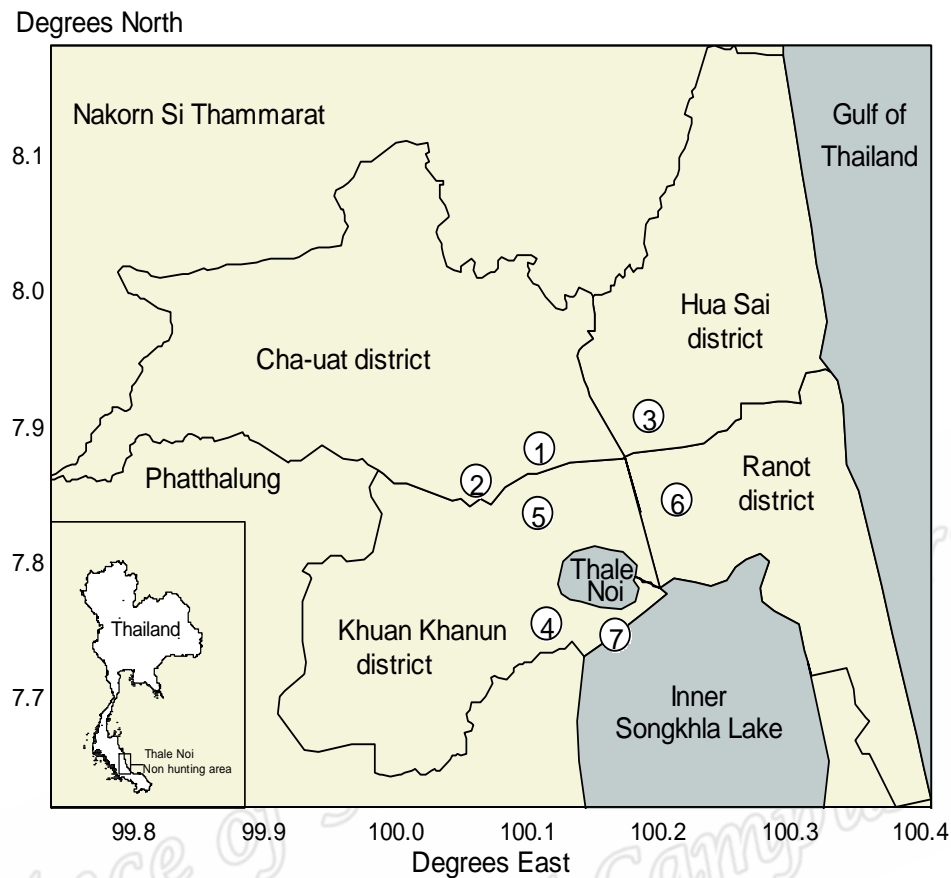 Degrees North
Nakorn Si Thammarat
Gulf of
Thailand
8.1
8.0
Hua Sai
district
Cha-uat district
7.9
3
1
Phatthalung
2
Ranot
district
6
5
7.8
Thale
Noi
Thailand
Khuan Khanun
district
4
7
7.7
Inner
Songkhla Lake
Thale Noi
Non hunting area
99.8 99.9 100.0 100.1 100.2 100.3 100.4
Degrees East
of